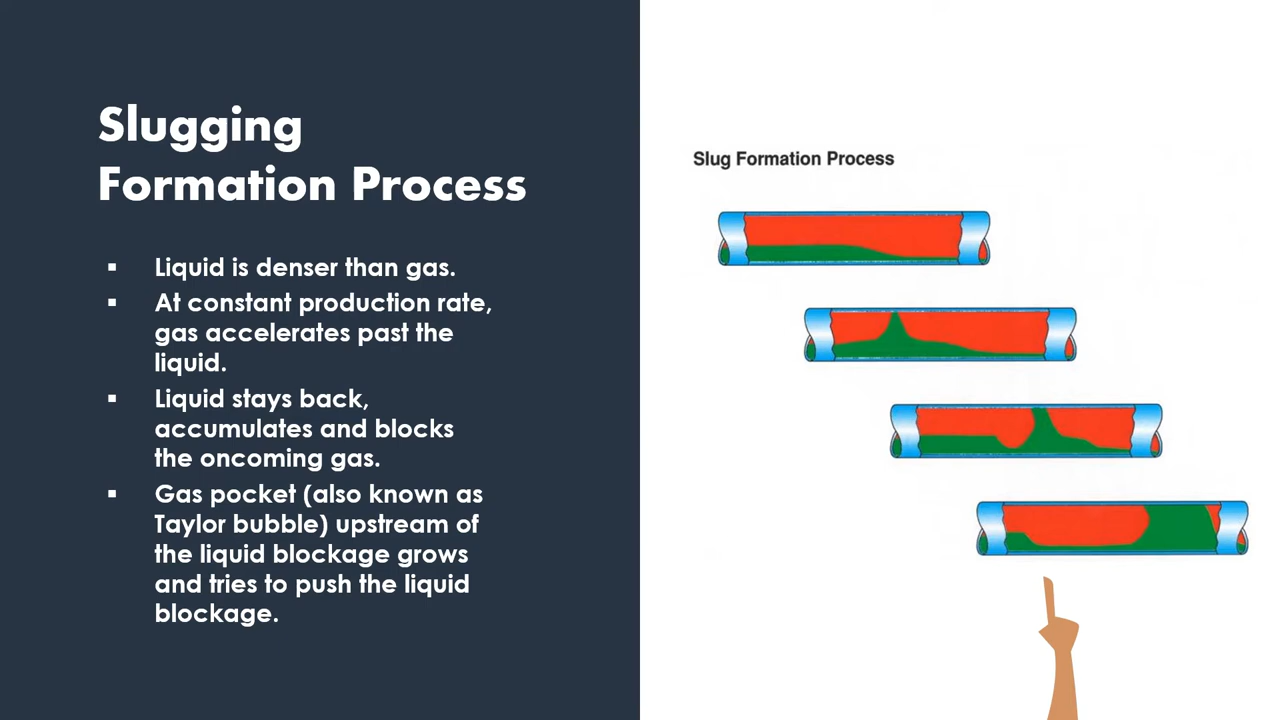 Slugging
Formation Process
▪ Liquid is denser than gas.
▪ At constant production rate,
gas accelerates past the
liquid.
▪ Liquid stays back,
accumulates and blocks
the oncoming gas.
▪ Gas pocket (also known as
Taylor bubble) upstream of
the liquid blockage grows
and tries to push the liquid
blockage.
Slug Formation Process